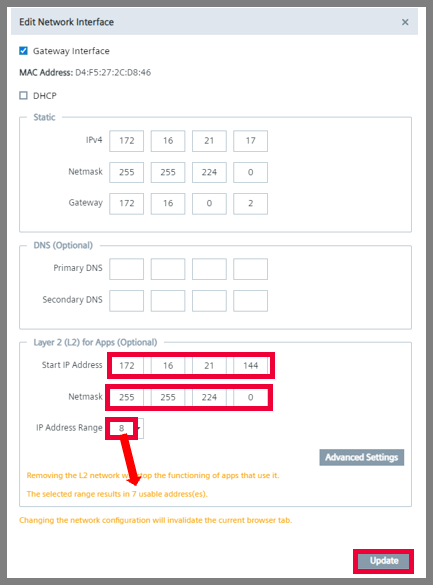 Edit Network Interface ×
Gateway Interface
MAC Address: D4:F5:27:2C:D8:46
DHCP
Static
IPv4 172 16 21 17
Netmask 255 255 224 0
Gateway 172 16 0 2
DNS (Optional)
Primary DNS
Secondary DNS
Layer 2 (L2) for Apps (Optional)
Start IP Address 172 16 21 144
Netmask 255 255 224 0
IP Address Range 8
Advanced Settings
Removing the L2 network will stop the functioning of apps that use it.
The selected range results in 7 usable address(es).
Changing the network configuration will invalidate the current browser tab.
Update